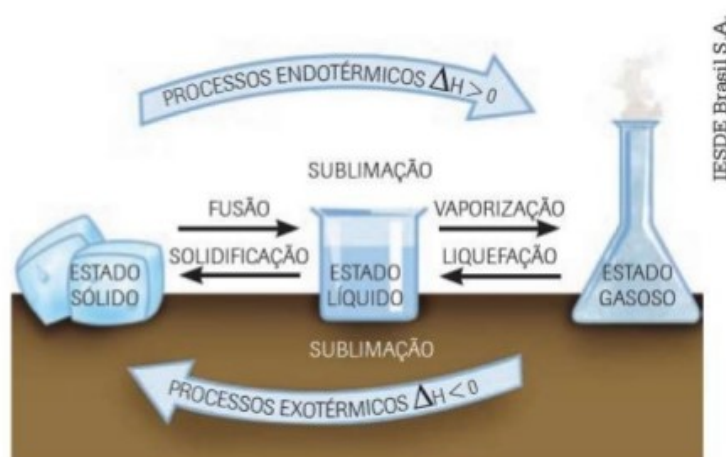 PROCESSOS ENDOTÉRMICOS ΔH > 0
IESDE Brasil S.A.
SUBLIMAÇÃO
FUSÃO
VAPORIZAÇÃO
SOLIDIFICAÇÃO
LIQUEFAÇÃO
ESTADO
SÓLIDO
ESTADO
LÍQUIDO
ESTADO
GASOSO
SUBLIMAÇÃO
PROCESSOS EXOTÉRMICOS ΔH < 0